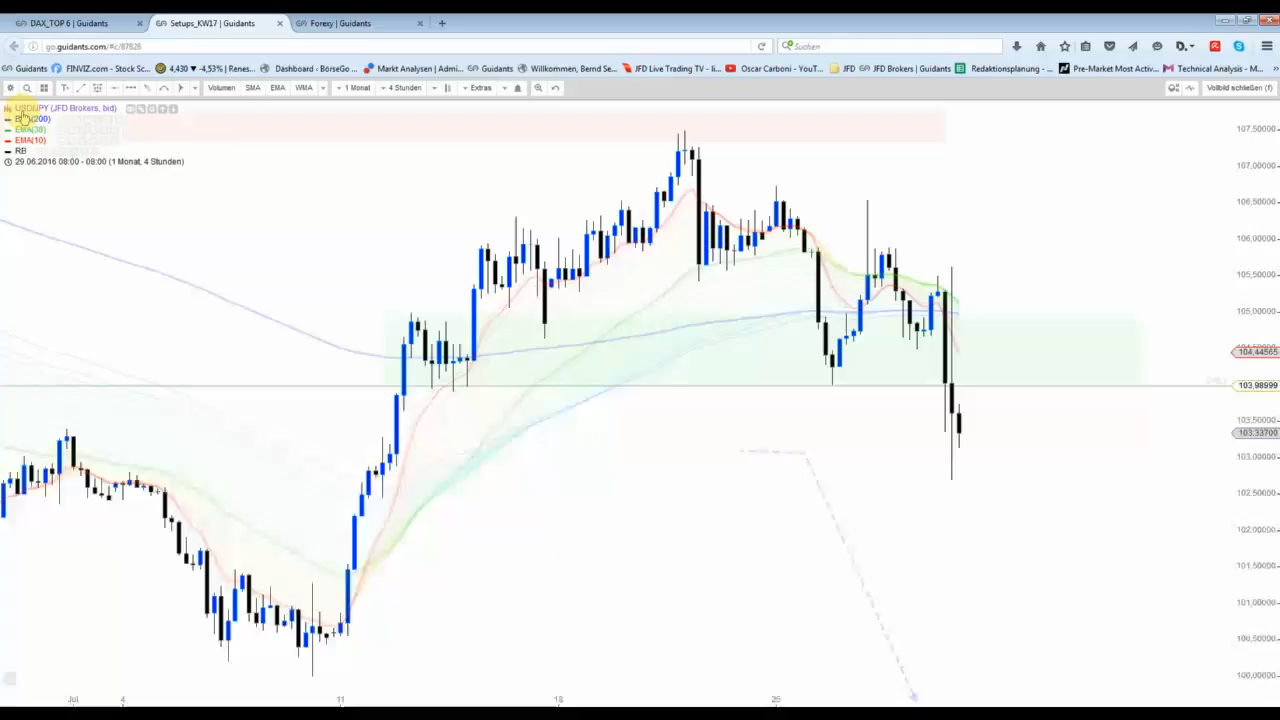 DAX_TOP 6 | Guidants
Setups_KW17 | Guidants
Forexy | Guidants
go.guidants.com/#c/87828
Suchen
Guidants
FINVIZ.com - Stock Sc...
4,430 ▼ -4,53% | Renes...
Dashboard ‹ BörseGo ...
Markt Analysen | Admi...
Guidants
Willkommen, Bernd Se...
JFD Live Trading TV - li...
Oscar Carboni - YouTu...
JFD
JFD Brokers | Guidants
Redaktionsplanung - ...
Pre-Market Most Activ...
Technical Analysis - M...
Volumen
SMA
EMA
WMA
1 Monat
4 Stunden
Extras
Vollbild schließen (f)
USD/JPY (JFD Brokers, bid)
EMA(200)
EMA(38)
EMA(10)
RB
29.06.2016 08:00 - 08:00 (1 Monat, 4 Stunden)
107,50000
107,00000
106,50000
106,00000
105,50000
105,00000
104,44565
103,98999
103,50000
103,33700
103,00000
102,50000
102,00000
101,50000
101,00000
100,50000
100,00000
Jul
4
11
18
25